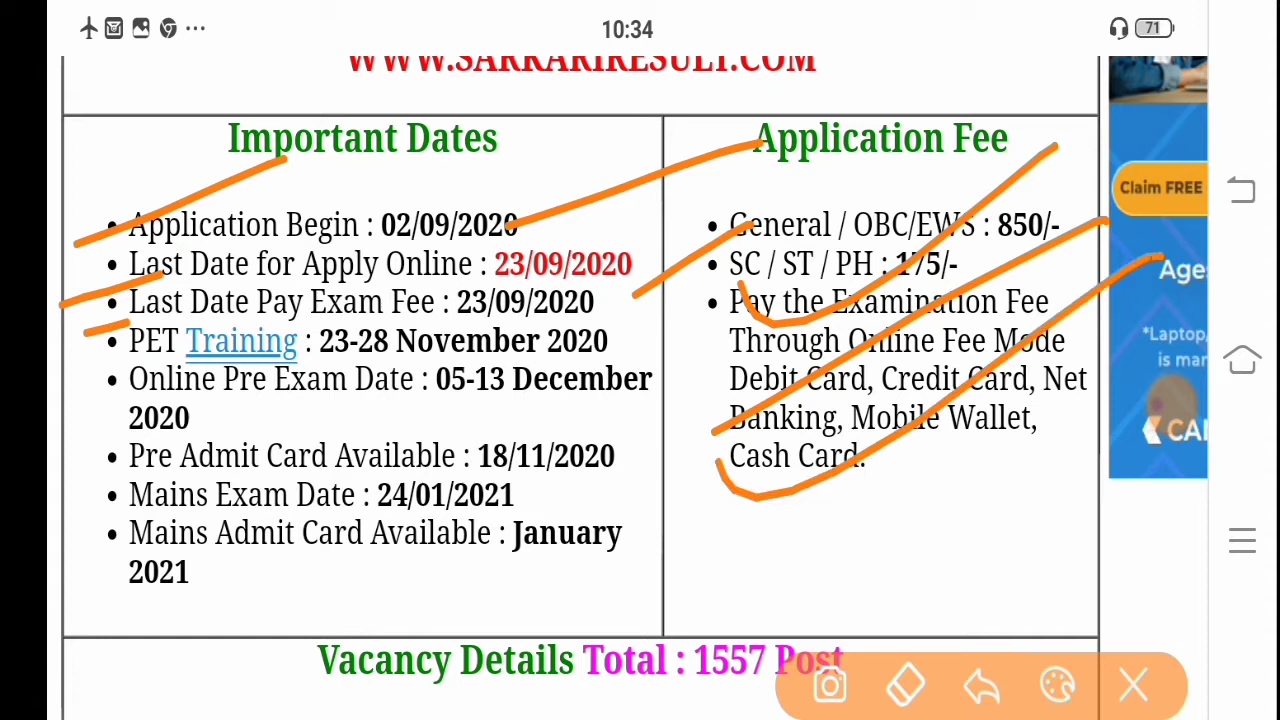 10:34
71
WWW.SARKARIRESULT.COM
Important Dates
Application Begin : 02/09/2020
Last Date for Apply Online : 23/09/2020
Last Date Pay Exam Fee : 23/09/2020
PET Training : 23-28 November 2020
Online Pre Exam Date : 05-13 December
2020
Pre Admit Card Available : 18/11/2020
Mains Exam Date : 24/01/2021
Mains Admit Card Available : January
2021
Application Fee
General / OBC/EWS : 850/-
SC / ST / PH : 175/-
Pay the Examination Fee
Through Online Fee Mode
Debit Card, Credit Card, Net
Banking, Mobile Wallet,
Cash Card.
Claim FREE
Ages
*Laptop,
is man
CAM
Vacancy Details Total : 1557 Post